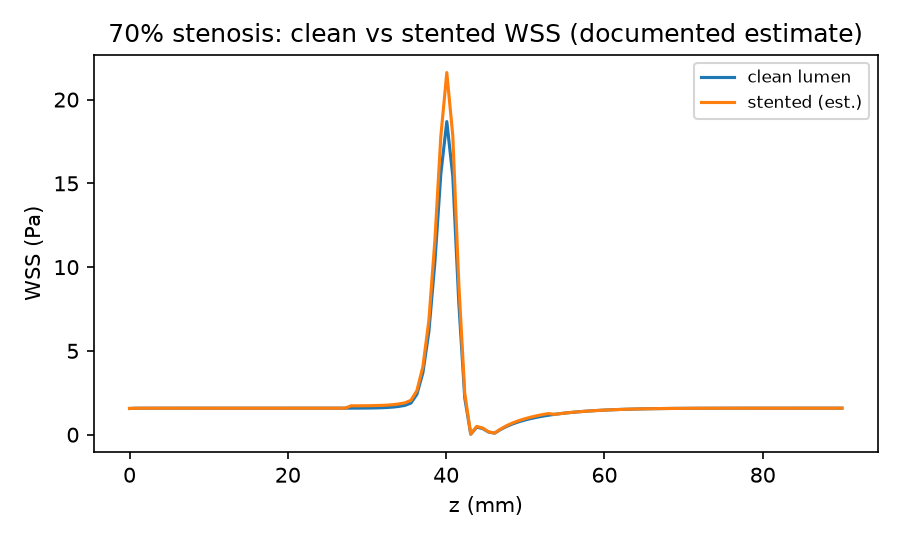 70% stenosis: clean vs stented WSS (documented estimate)
clean lumen
stented (est.)
WSS (Pa)
20
15
10
5
0
0 20 40 60 80
z (mm)